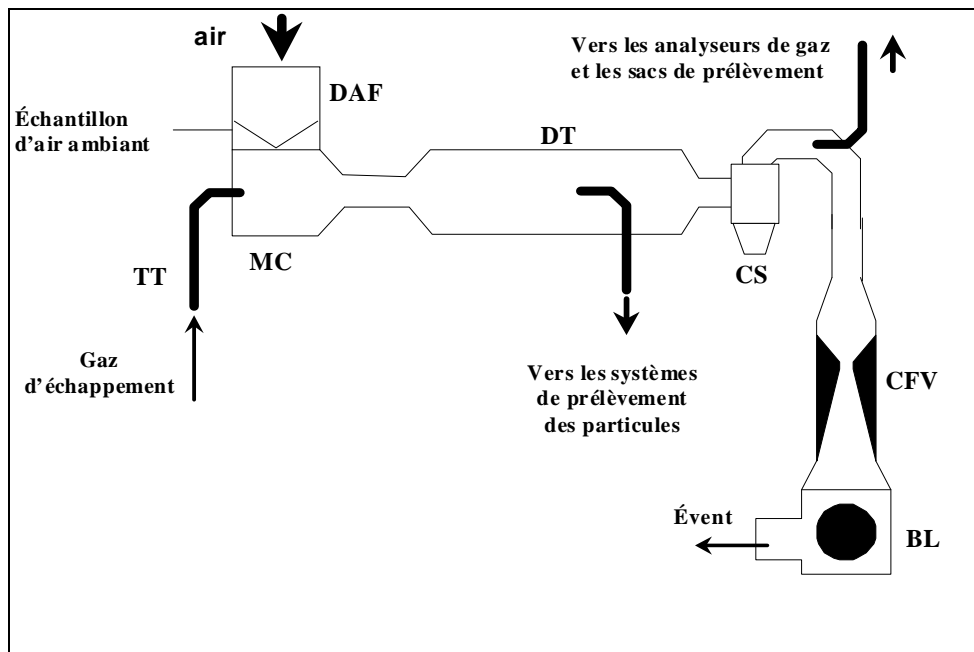 air
DAF
Échantillon
d'air ambiant
TT
MC
Gaz
d'échappement
DT
Vers les systèmes
de prélèvement
des particules
CS
Vers les analyseurs de gaz
et les sacs de prélèvement
CFV
BL
Évent